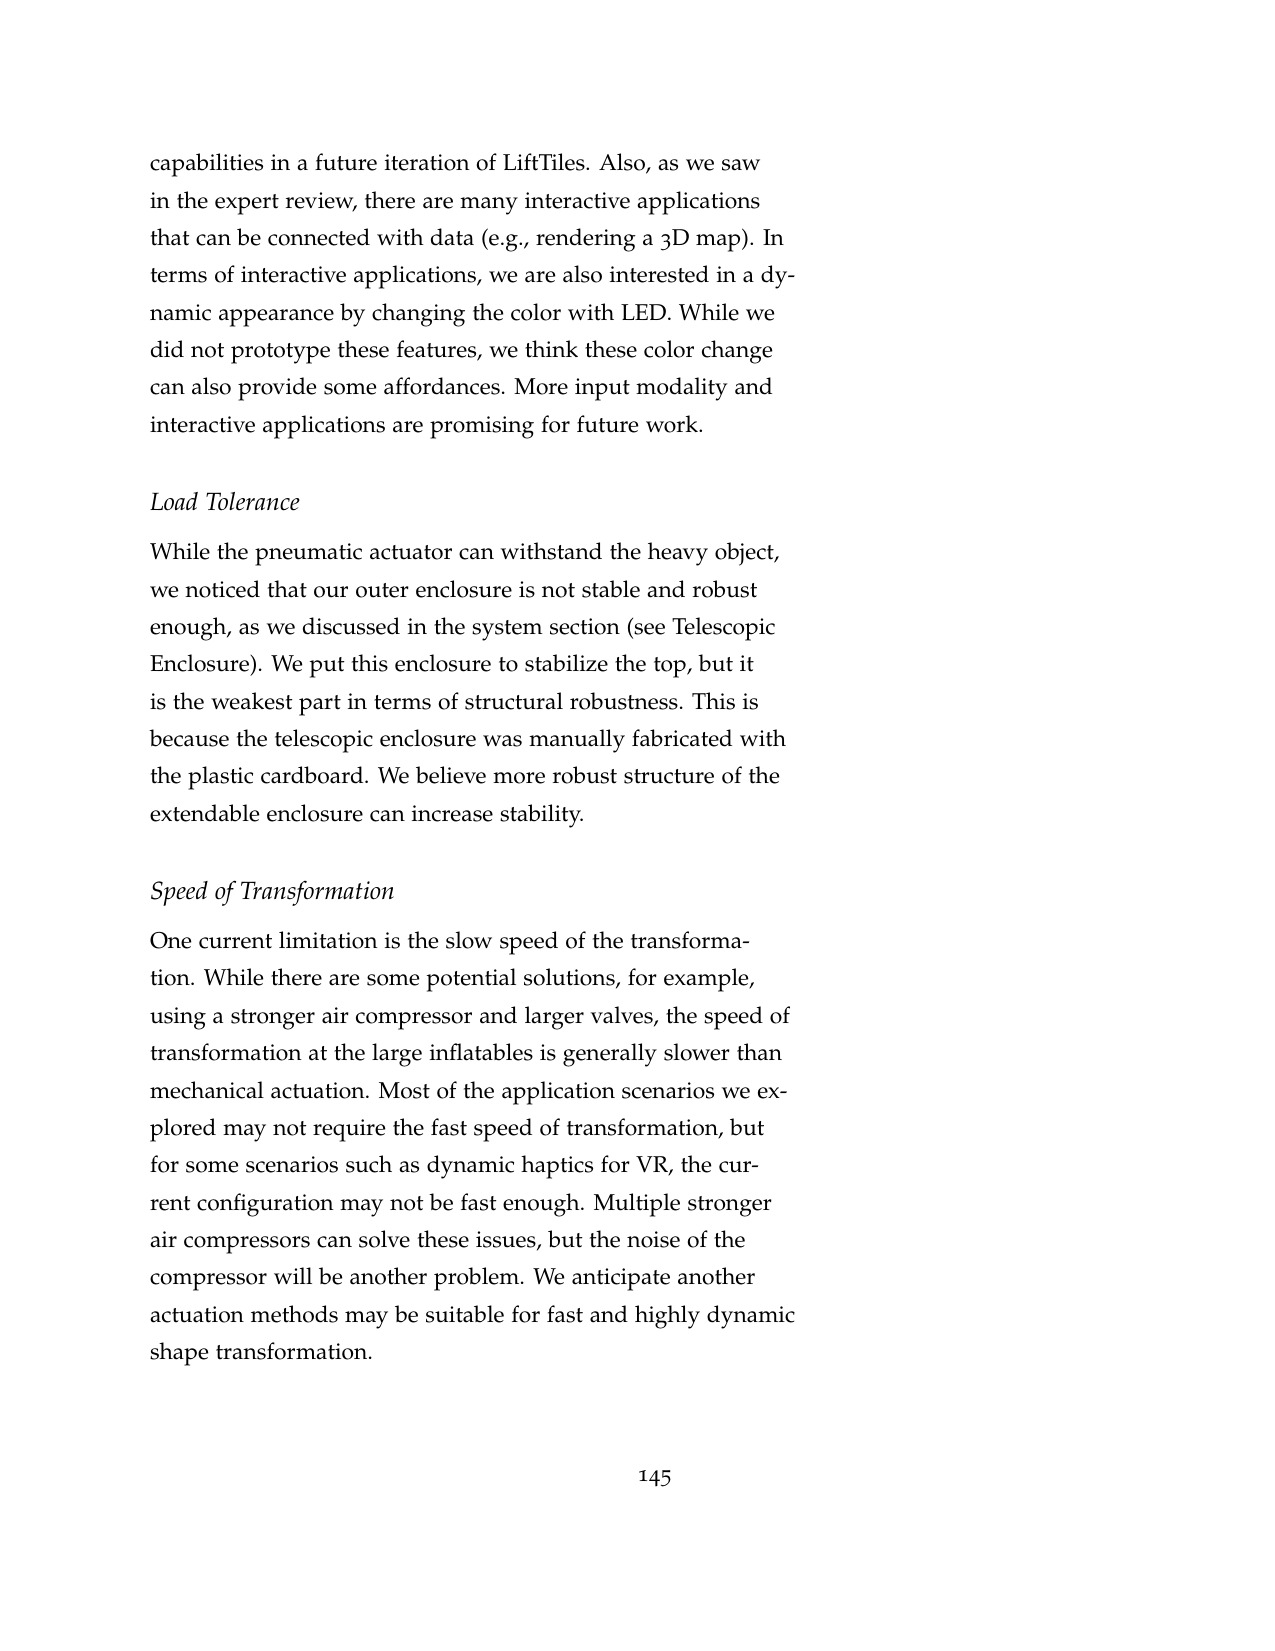 capabilities in a future iteration of LiftTiles. Also, as we saw
in the expert review, there are many interactive applications
that can be connected with data (e.g., rendering a 3D map). In
terms of interactive applications, we are also interested in a dy-
namic appearance by changing the color with LED. While we
did not prototype these features, we think these color change
can also provide some affordances. More input modality and
interactive applications are promising for future work.
Load Tolerance
While the pneumatic actuator can withstand the heavy object,
we noticed that our outer enclosure is not stable and robust
enough, as we discussed in the system section (see Telescopic
Enclosure). We put this enclosure to stabilize the top, but it
is the weakest part in terms of structural robustness. This is
because the telescopic enclosure was manually fabricated with
the plastic cardboard. We believe more robust structure of the
extendable enclosure can increase stability.
Speed of Transformation
One current limitation is the slow speed of the transforma-
tion. While there are some potential solutions, for example,
using a stronger air compressor and larger valves, the speed of
transformation at the large inflatables is generally slower than
mechanical actuation. Most of the application scenarios we ex-
plored may not require the fast speed of transformation, but
for some scenarios such as dynamic haptics for VR, the cur-
rent configuration may not be fast enough. Multiple stronger
air compressors can solve these issues, but the noise of the
compressor will be another problem. We anticipate another
actuation methods may be suitable for fast and highly dynamic
shape transformation.
145